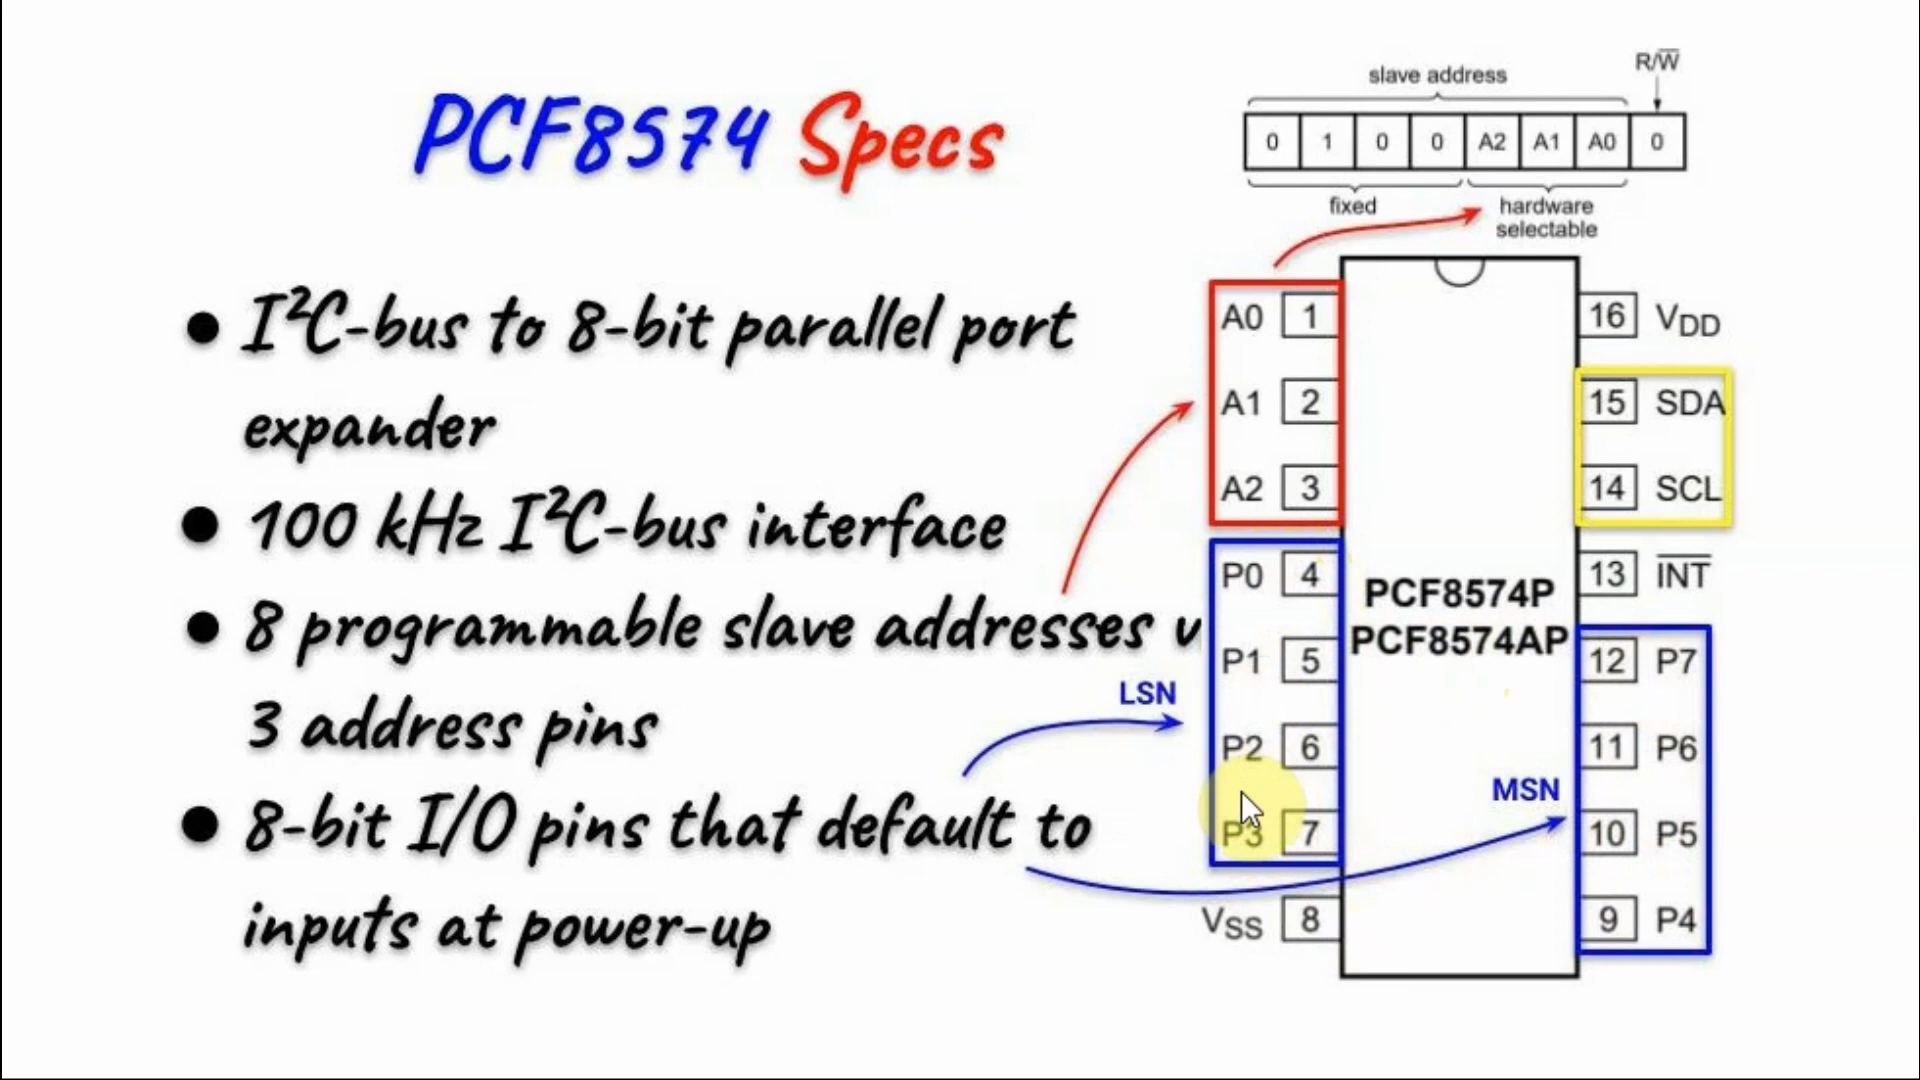 PCF8574 Specs
I²C-bus to 8-bit parallel port
expander
100 kHz I²C-bus interface
8 programmable slave addresses v
3 address pins
8-bit I/O pins that default to
inputs at power-up
slave address
R/W̅
0 1 0 0 A2 A1 A0 0
fixed
hardware
selectable
A0 1
A1 2
A2 3
P0 4
P1 5
P2 6
P3 7
VSS 8
LSN
PCF8574P
PCF8574AP
MSN
16 VDD
15 SDA
14 SCL
13 I̅N̅T̅
12 P7
11 P6
10 P5
9 P4